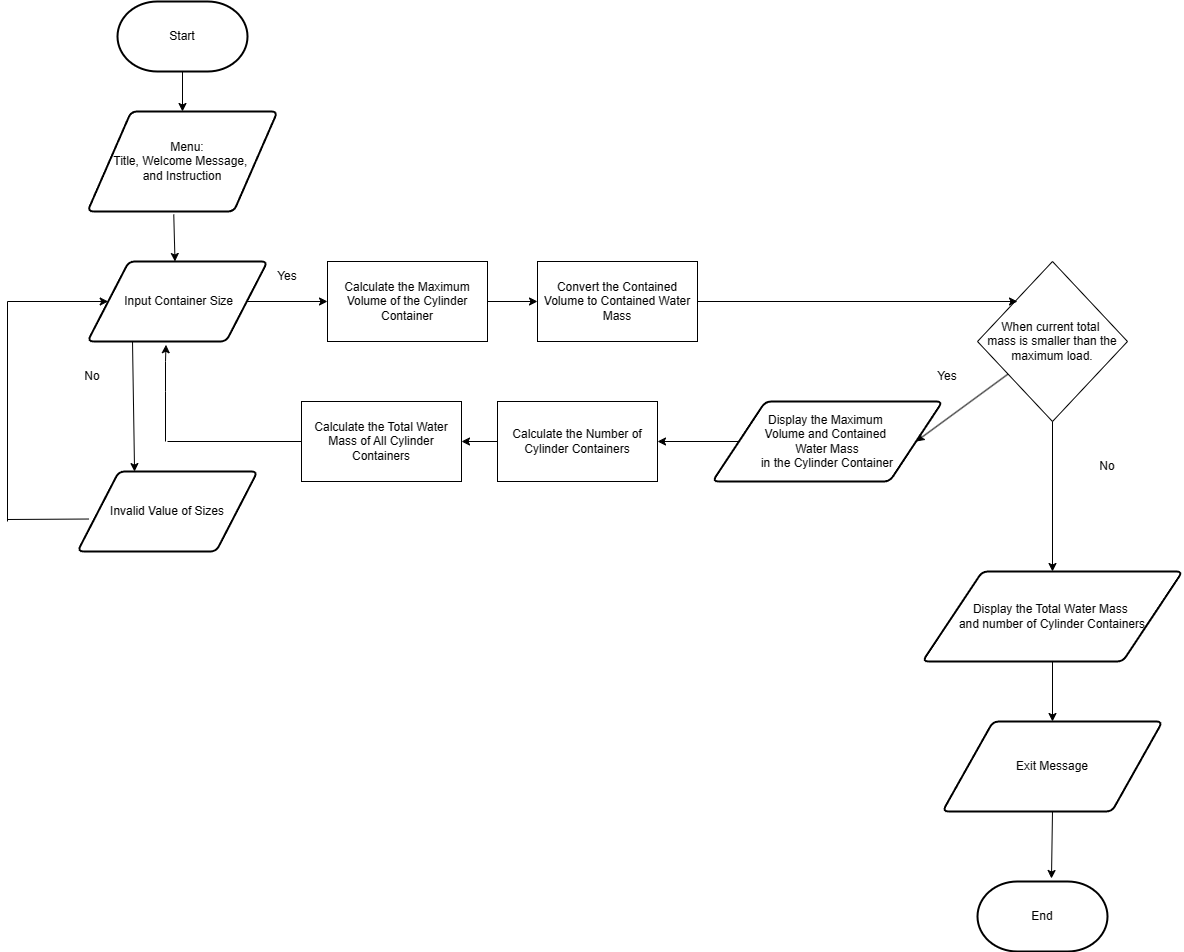 Start
Menu:
Title, Welcome Message,
and Instruction
Input Container Size
Yes
Calculate the Maximum
Volume of the Cylinder
Container
Convert the Contained
Volume to Contained Water
Mass
When current total
mass is smaller than the
maximum load.
No
Yes
Calculate the Total Water
Mass of All Cylinder
Containers
Calculate the Number of
Cylinder Containers
Display the Maximum
Volume and Contained
Water Mass
in the Cylinder Container
No
Invalid Value of Sizes
Display the Total Water Mass
and number of Cylinder Containers
Exit Message
End